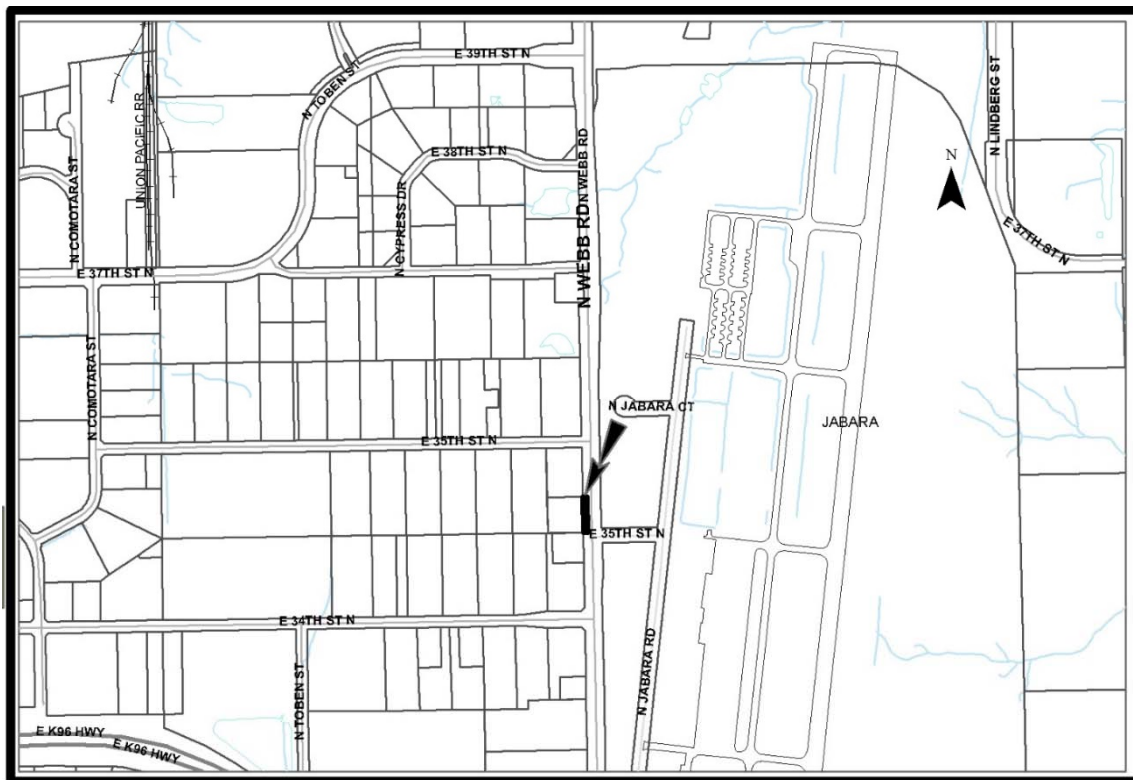 E 39TH ST N
N TOBEN ST
UNION PACIFIC RR
N COMOTARA ST
E 38TH ST N
N CYPRESS DR
N WEBB RD
N WEBB RD
N LINDBERG ST
N
E 37TH ST N
E 37TH ST N
N COMOTARA ST
N JABARA CT
JABARA
E 35TH ST N
E 35TH ST N
E 34TH ST N
N TOBEN ST
N JABARA RD
E K96 HWY
E K96 HWY